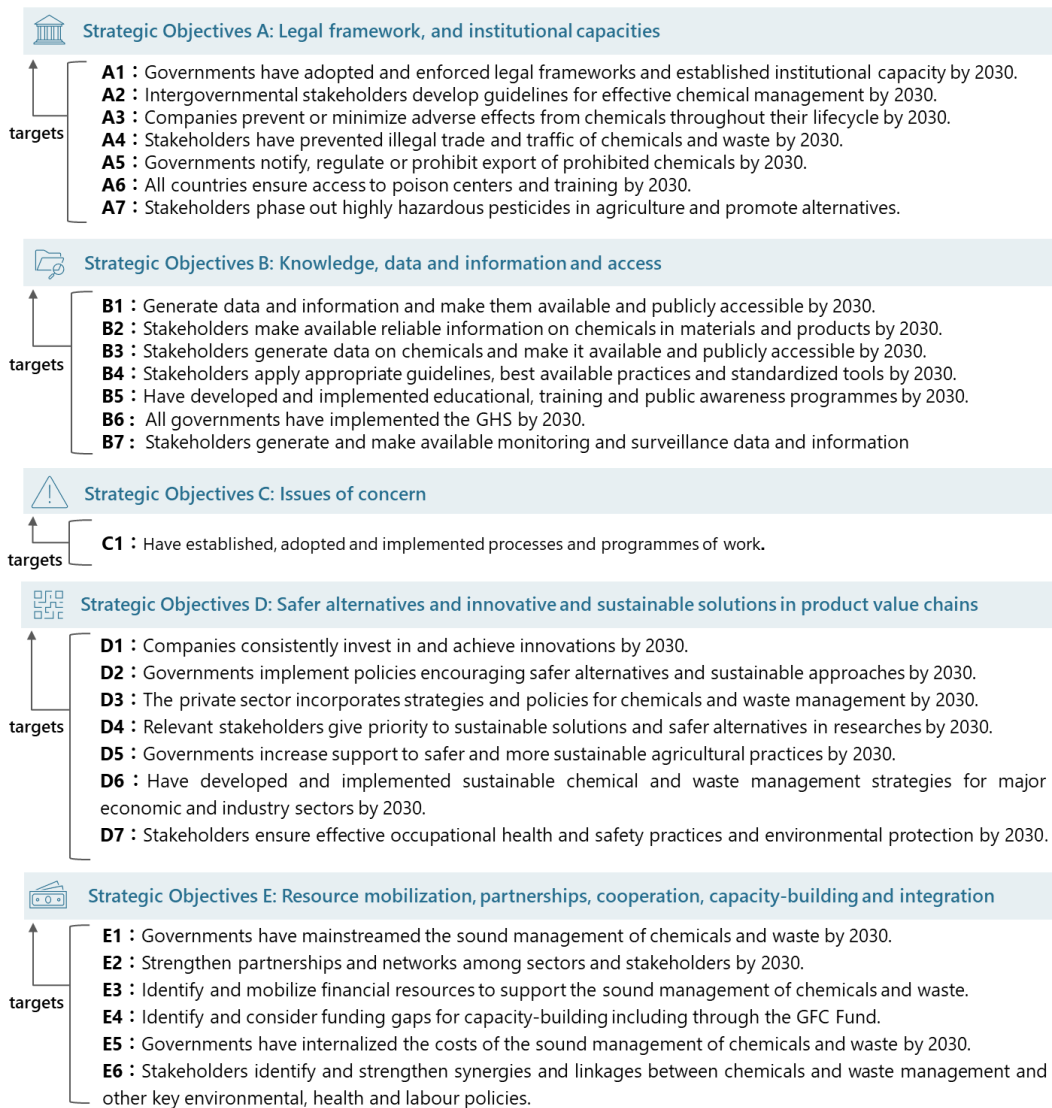 Strategic Objectives A: Legal framework, and institutional capacities
targets
A1：Governments have adopted and enforced legal frameworks and established institutional capacity by 2030.
A2：Intergovernmental stakeholders develop guidelines for effective chemical management by 2030.
A3：Companies prevent or minimize adverse effects from chemicals throughout their lifecycle by 2030.
A4：Stakeholders have prevented illegal trade and traffic of chemicals and waste by 2030.
A5：Governments notify, regulate or prohibit export of prohibited chemicals by 2030.
A6：All countries ensure access to poison centers and training by 2030.
A7：Stakeholders phase out highly hazardous pesticides in agriculture and promote alternatives.
Strategic Objectives B: Knowledge, data and information and access
targets
B1：Generate data and information and make them available and publicly accessible by 2030.
B2：Stakeholders make available reliable information on chemicals in materials and products by 2030.
B3：Stakeholders generate data on chemicals and make it available and publicly accessible by 2030.
B4：Stakeholders apply appropriate guidelines, best available practices and standardized tools by 2030.
B5：Have developed and implemented educational, training and public awareness programmes by 2030.
B6: All governments have implemented the GHS by 2030.
B7: Stakeholders generate and make available monitoring and surveillance data and information
Strategic Objectives C: Issues of concern
targets
C1：Have established, adopted and implemented processes and programmes of work.
Strategic Objectives D: Safer alternatives and innovative and sustainable solutions in product value chains
targets
D1：Companies consistently invest in and achieve innovations by 2030.
D2：Governments implement policies encouraging safer alternatives and sustainable approaches by 2030.
D3：The private sector incorporates strategies and policies for chemicals and waste management by 2030.
D4：Relevant stakeholders give priority to sustainable solutions and safer alternatives in researches by 2030.
D5：Governments increase support to safer and more sustainable agricultural practices by 2030.
D6：Have developed and implemented sustainable chemical and waste management strategies for major
economic and industry sectors by 2030.
D7：Stakeholders ensure effective occupational health and safety practices and environmental protection by 2030.
Strategic Objectives E: Resource mobilization, partnerships, cooperation, capacity-building and integration
targets
E1：Governments have mainstreamed the sound management of chemicals and waste by 2030.
E2：Strengthen partnerships and networks among sectors and stakeholders by 2030.
E3：Identify and mobilize financial resources to support the sound management of chemicals and waste.
E4：Identify and consider funding gaps for capacity-building including through the GFC Fund.
E5：Governments have internalized the costs of the sound management of chemicals and waste by 2030.
E6：Stakeholders identify and strengthen synergies and linkages between chemicals and waste management and
other key environmental, health and labour policies.